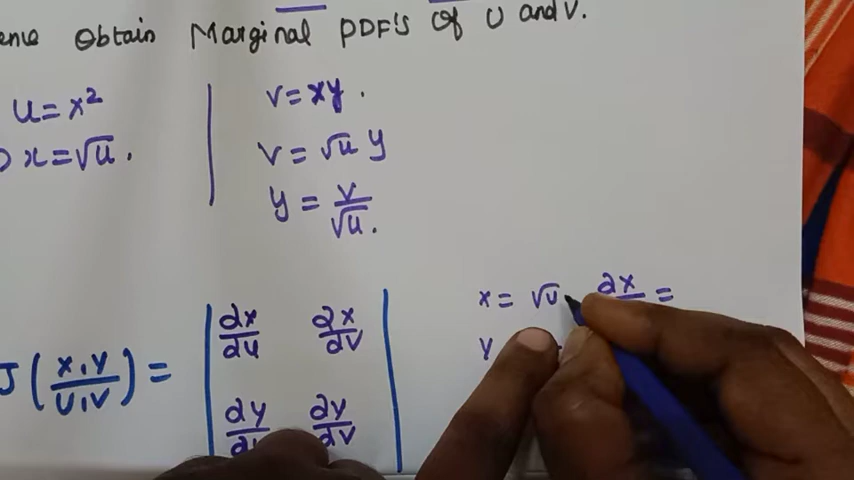 Obtain Marginal PDF's Of U and V.
u = x² v = xy .
x = √u . v = √u y
y = v/√u .
x = √u ∂x =
J (x,y / u,v) = | ∂x/∂u ∂x/∂v | y
∂y ∂y/∂v